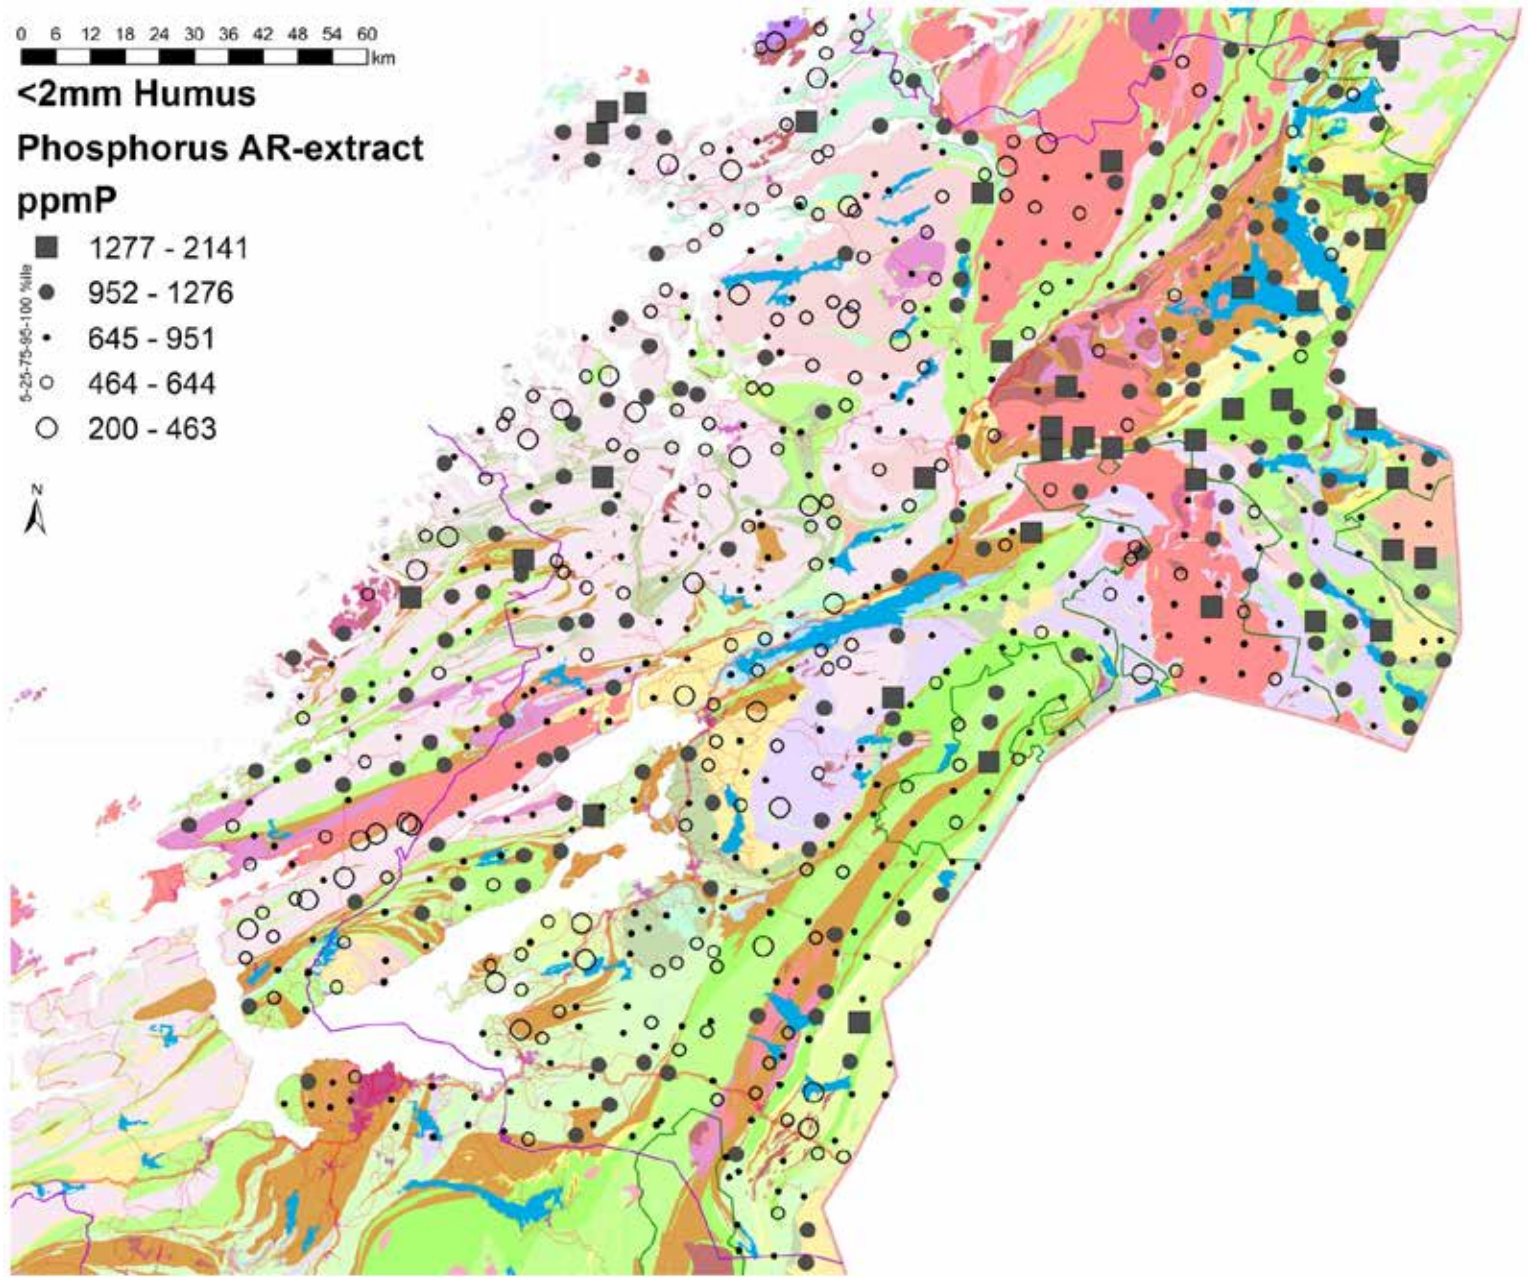 0 6 12 18 24 30 36 42 48 54 60
km
<2mm Humus
Phosphorus AR-extract
ppmP
5-25-75-95-100 %ile
1277 - 2141
952 - 1276
645 - 951
464 - 644
200 - 463
N